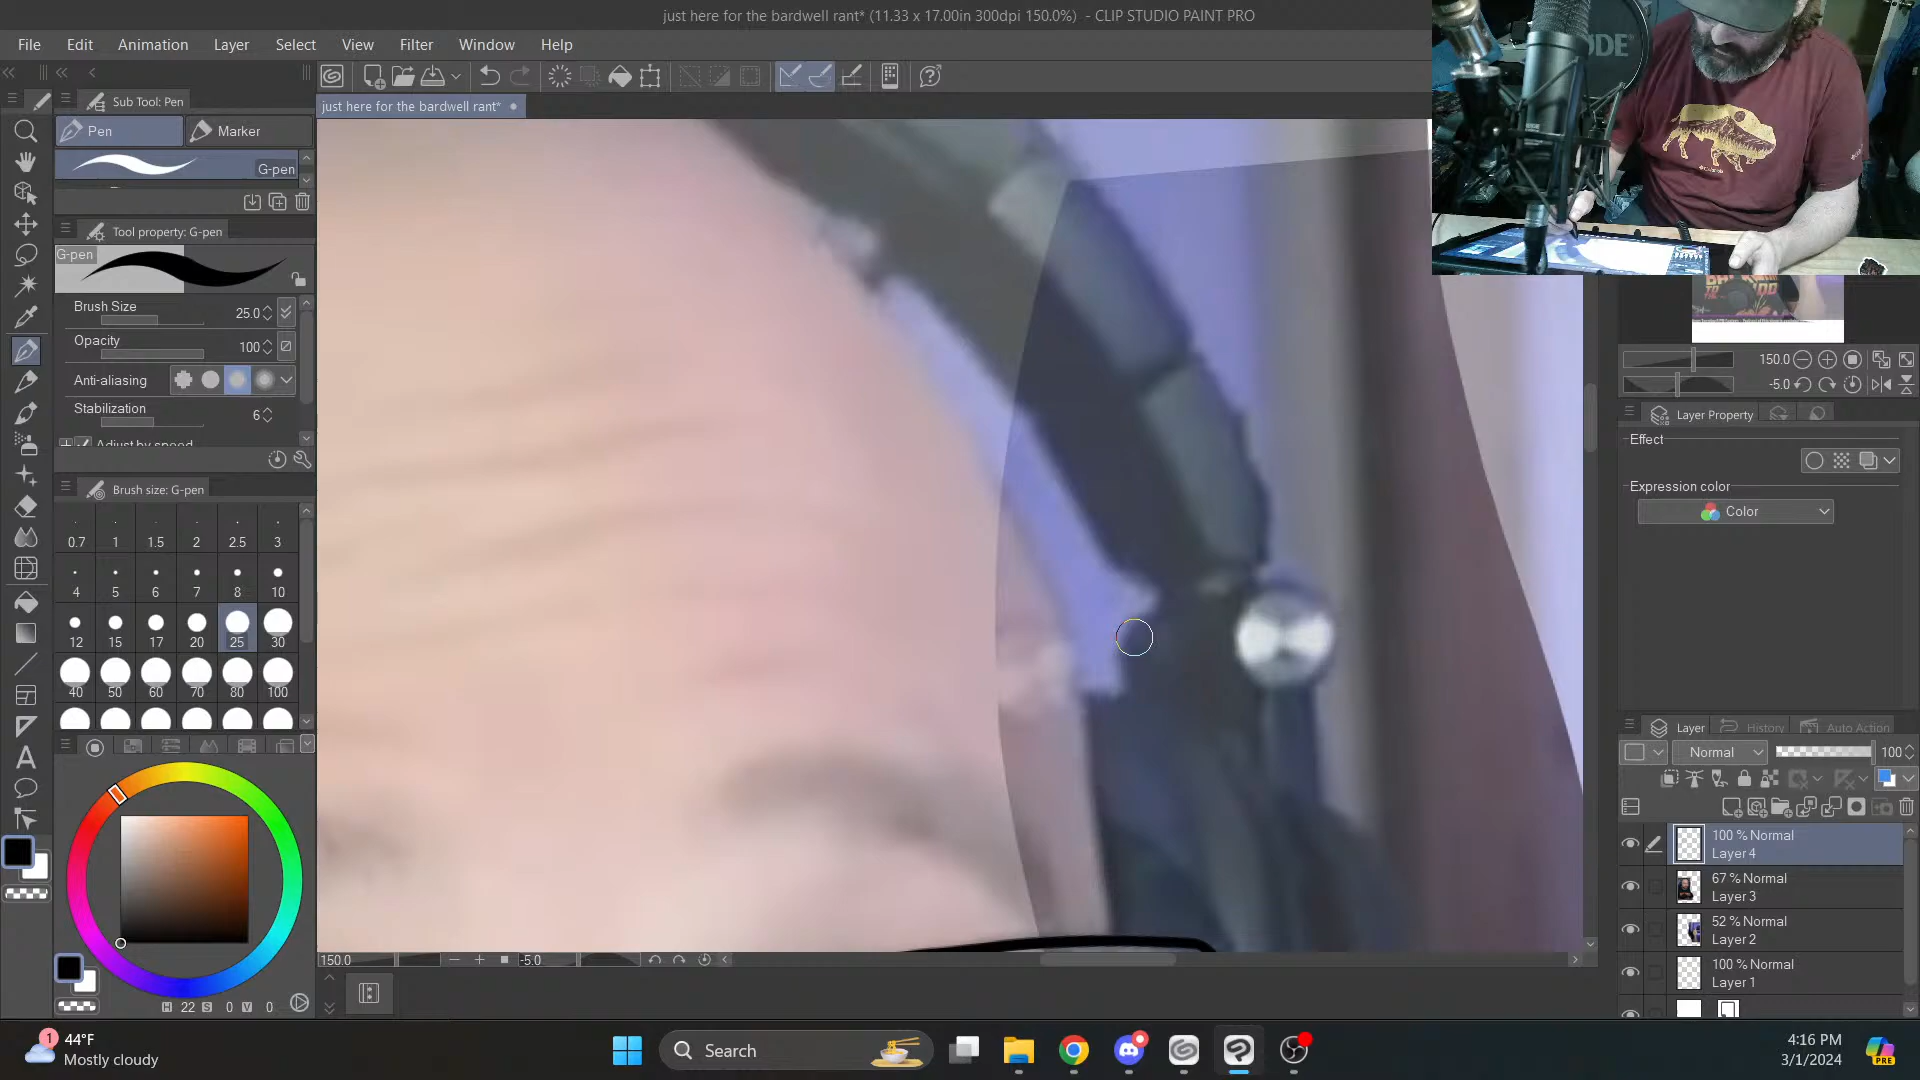 just here for the bardwell rant* (11.33 x 17.00in 300dpi 150.0%) - CLIP STUDIO PAINT PRO
File Edit Animation Layer Select View Filter Window Help
Sub Tool: Pen
just here for the bardwell rant*
Pen Marker
G-pen
Tool property: G-pen
G-pen
Brush Size 25.0
Opacity 100
Anti-aliasing
Stabilization 6
Adjust by speed
Brush size: G-pen
0.7 1 1.5 2 2.5 3
4 5 6 7 8 10
12 15 17 20 25 30
40 50 60 70 80 100
H 22 S 0 V 0
150.0 -5.0
150.0
-5.0
Layer Property
Effect
Expression color
Color
Layer History Auto Action
Normal 100
100 % Normal
Layer 4
67 % Normal
Layer 3
52 % Normal
Layer 2
100 % Normal
Layer 1
1 44°F
Mostly cloudy
Search
4:16 PM
3/1/2024
PRE